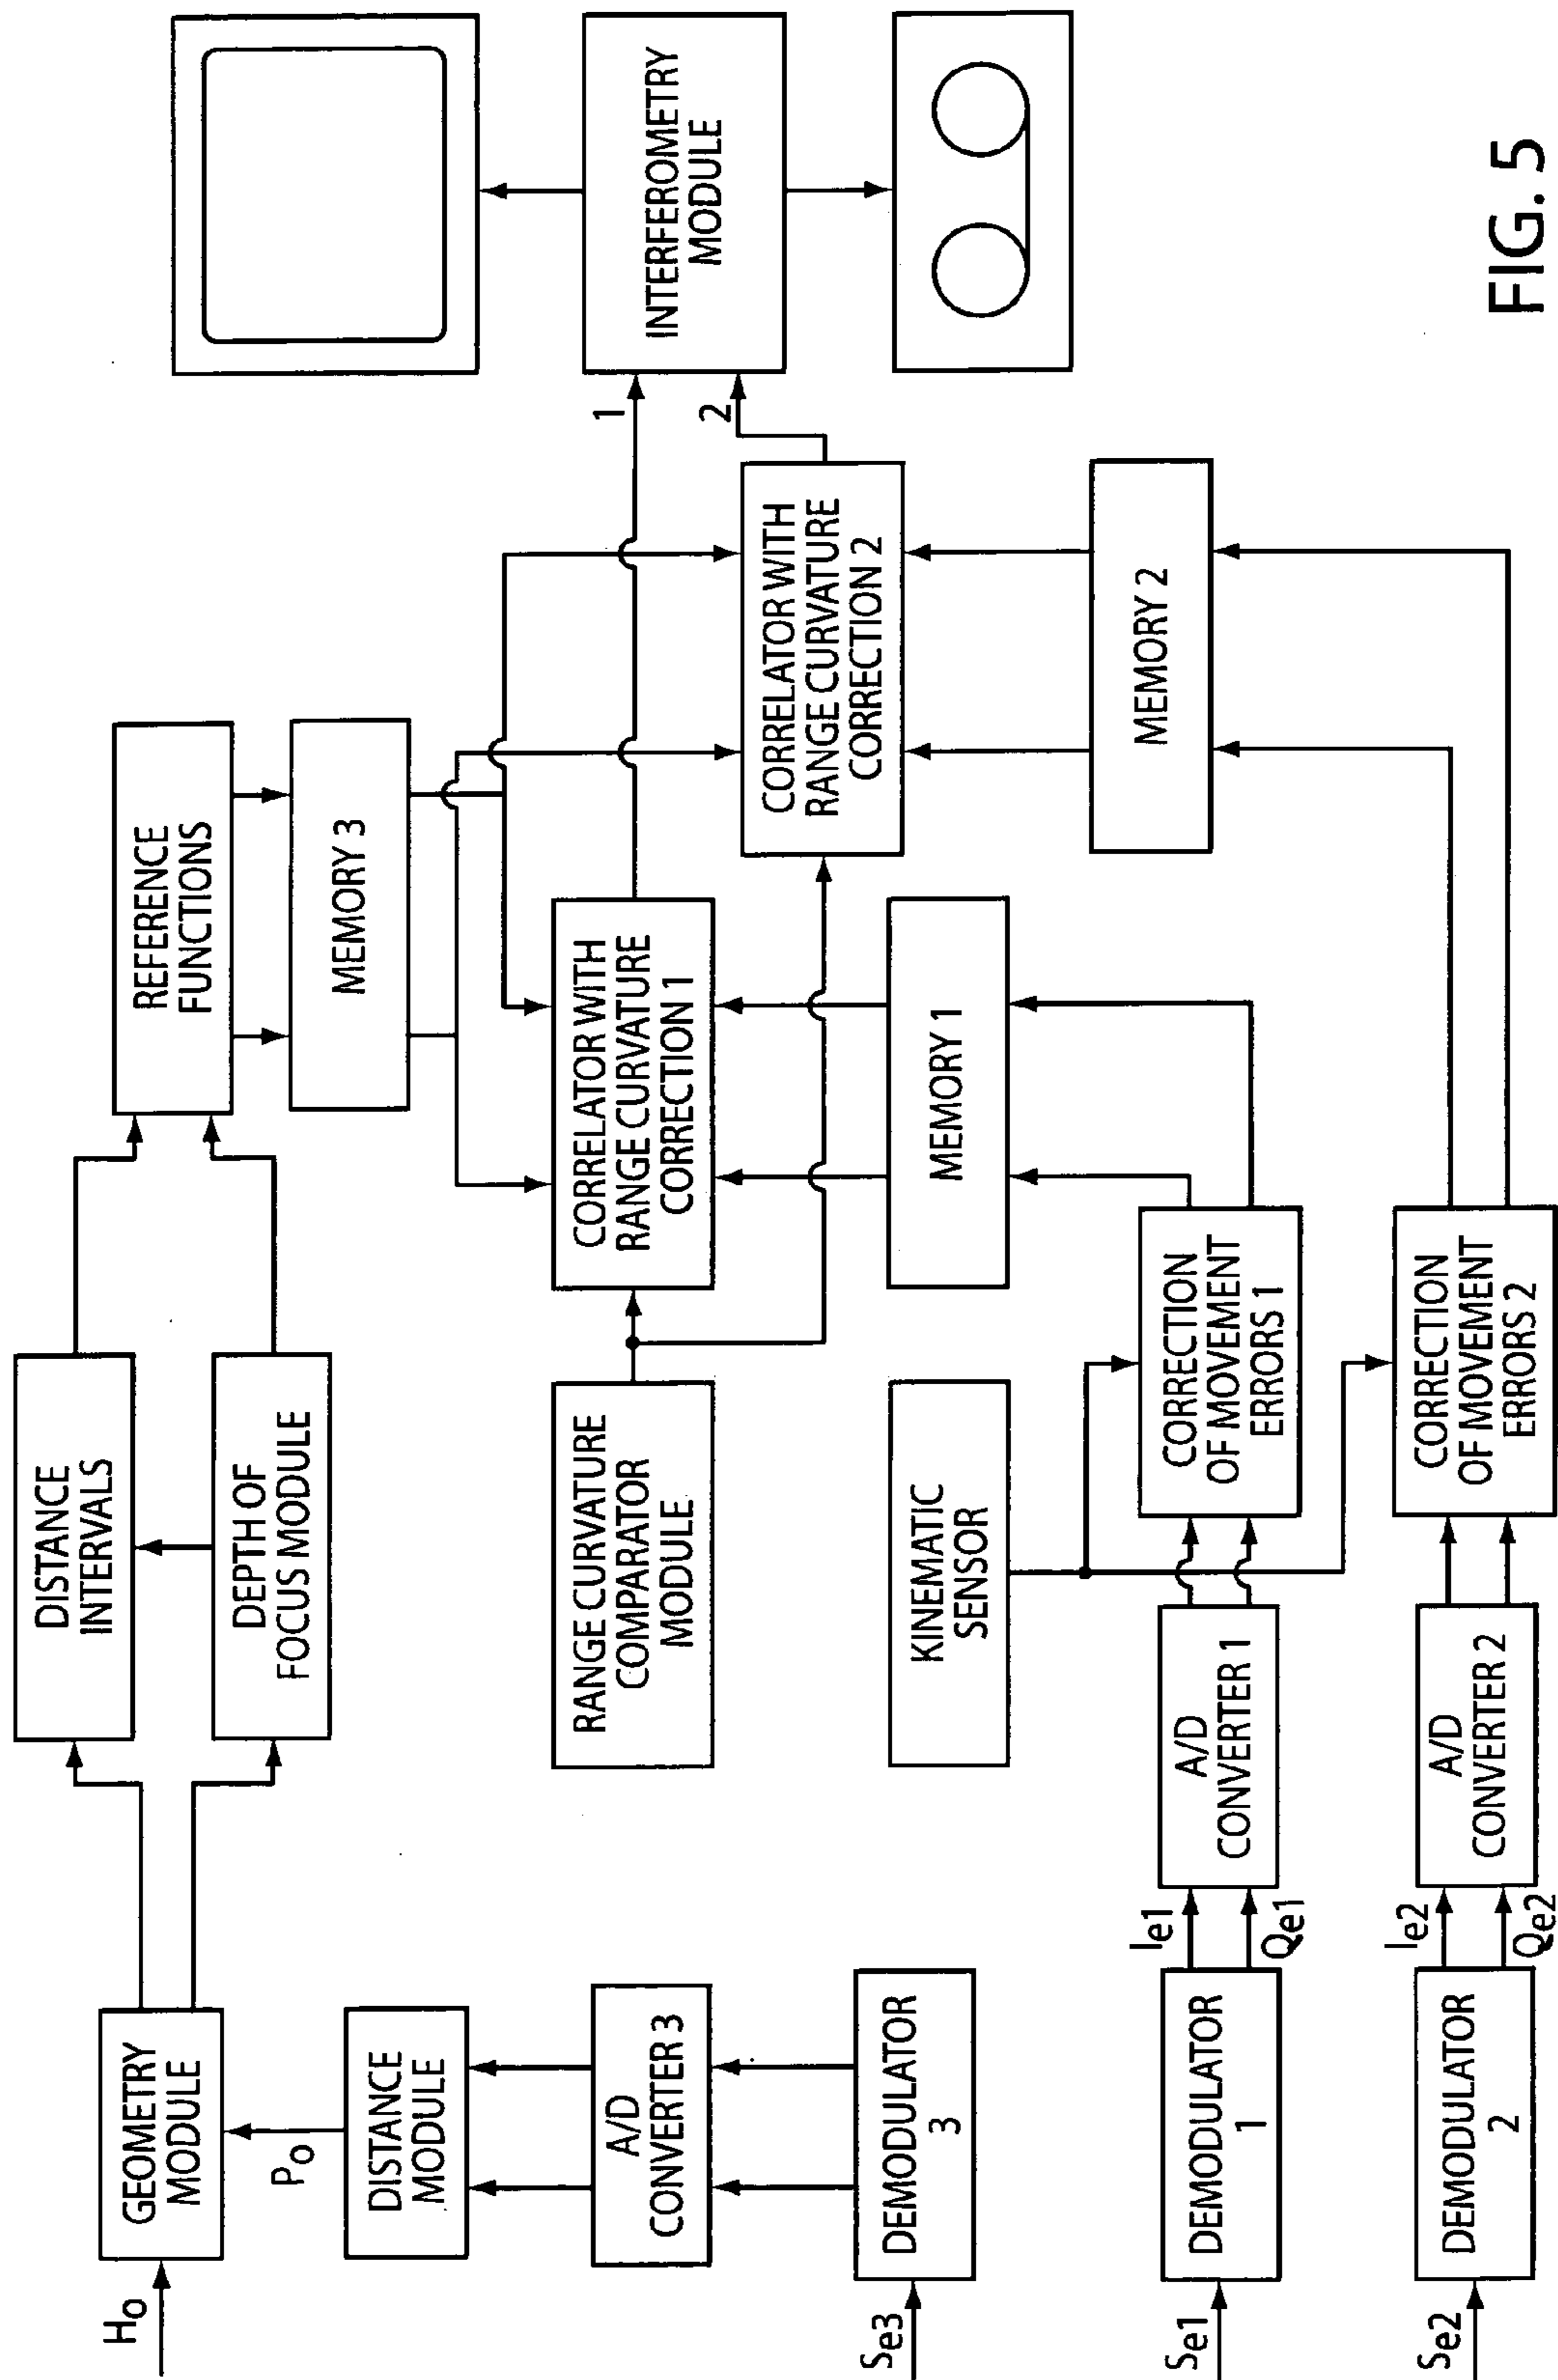 H0
GEOMETRY
MODULE
P0
DISTANCE
MODULE
A/D
CONVERTER 3
DEMODULATOR
3
Se3
DISTANCE
INTERVALS
DEPTH OF
FOCUS MODULE
REFERENCE
FUNCTIONS
MEMORY 3
RANGE CURVATURE
COMPARATOR
MODULE
CORRELATOR WITH
RANGE CURVATURE
CORRECTION 1
CORRELATOR WITH
RANGE CURVATURE
CORRECTION 2
1
2
INTERFEROMETRY
MODULE
KINEMATIC
SENSOR
MEMORY 1
MEMORY 2
Se1
DEMODULATOR
1
Ie1
Qe1
A/D
CONVERTER 1
CORRECTION
OF MOVEMENT
ERRORS 1
Se2
DEMODULATOR
2
Ie2
Qe2
A/D
CONVERTER 2
CORRECTION
OF MOVEMENT
ERRORS 2
FIG. 5